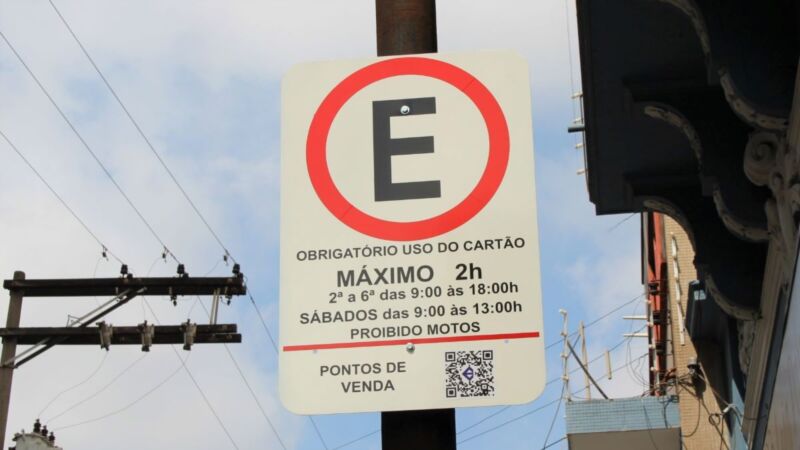 E
OBRIGATÓRIO USO DO CARTÃO
MÁXIMO 2h
2ª a 6ª das 9:00 às 18:00h
SÁBADOS das 9:00 às 13:00h
PROIBIDO MOTOS
PONTOS DE
VENDA